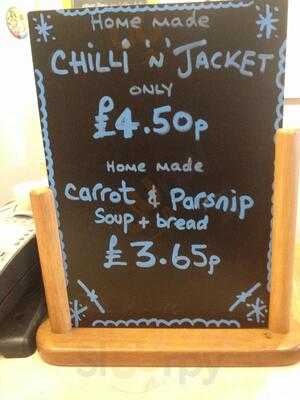 Home made
CHILLI 'N' JACKET
ONLY
£4.50p
Home made
Carrot & Parsnip
Soup + bread
£3.65p